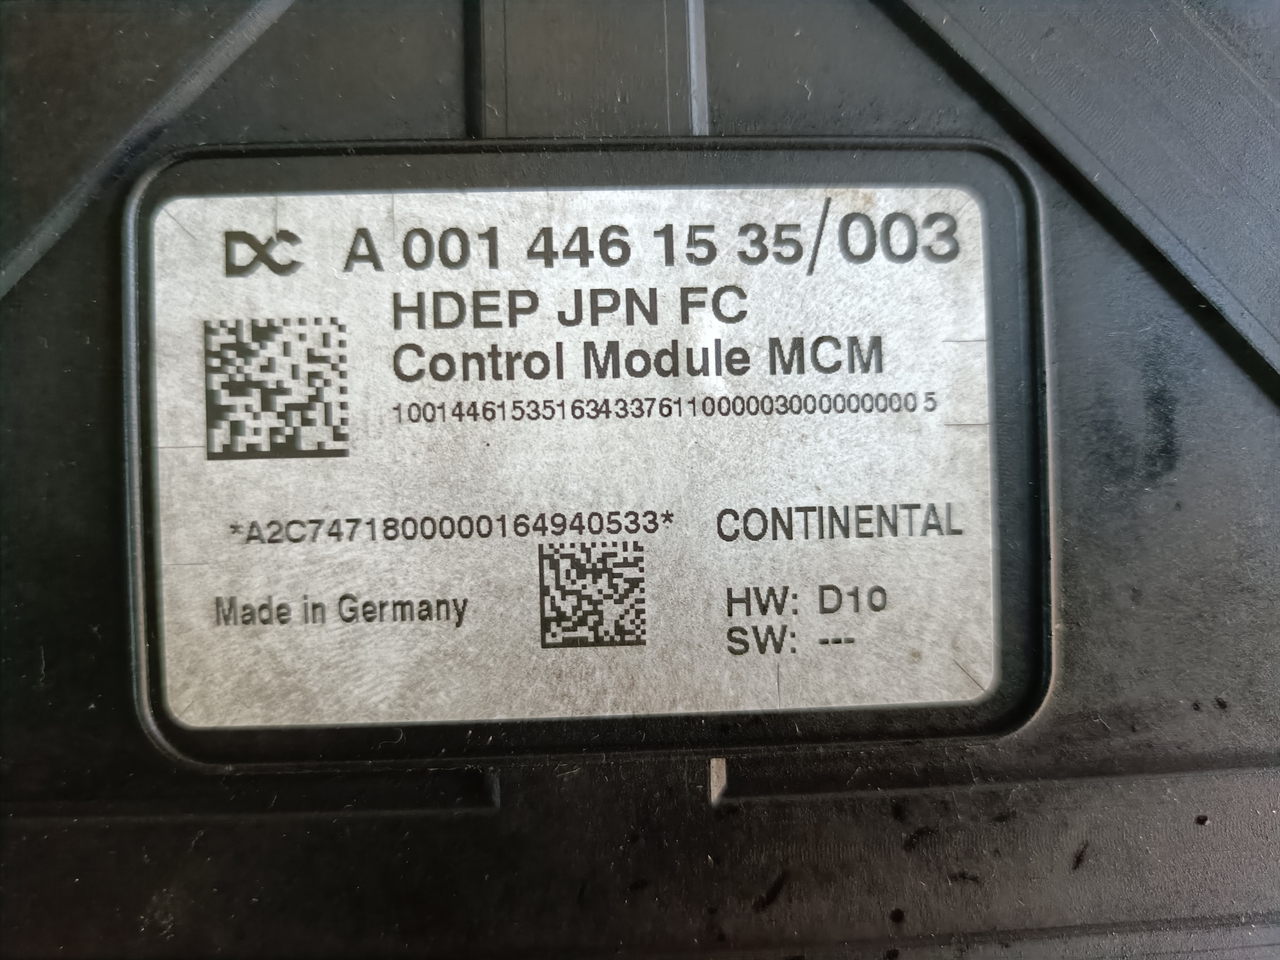 DC A 001 446 15 35/003
HDEP JPN FC
Control Module MCM
10014461535163433761100000300000000005
*A2C7471800000164940533* CONTINENTAL
Made in Germany
HW: D10
SW: ---